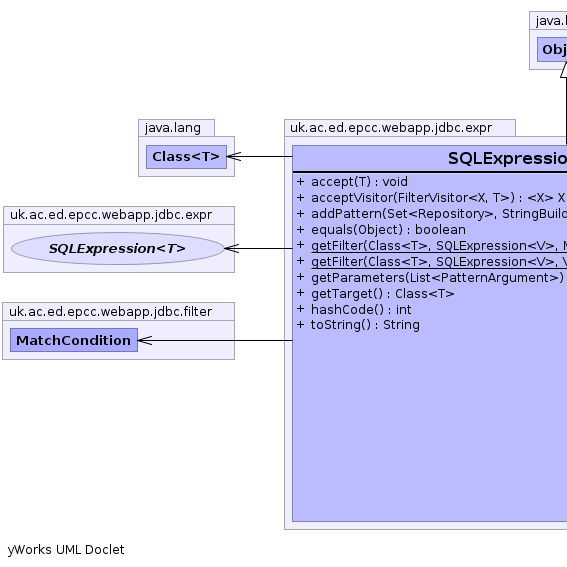 java.l
Obj
java.lang
Class<T>
uk.ac.ed.epcc.webapp.jdbc.expr
SQLExpressio
+ accept(T) : void
+ acceptVisitor(FilterVisitor<X, T>) : <X> X
+ addPattern(Set<Repository>, StringBuild
+ equals(Object) : boolean
+ getFilter(Class<T>, SQLExpression<V>, M
+ getFilter(Class<T>, SQLExpression<V>, V
+ getParameters(List<PatternArgument>)
+ getTarget() : Class<T>
+ hashCode() : int
+ toString() : String
uk.ac.ed.epcc.webapp.jdbc.expr
SQLExpression<T>
uk.ac.ed.epcc.webapp.jdbc.filter
MatchCondition
yWorks UML Doclet